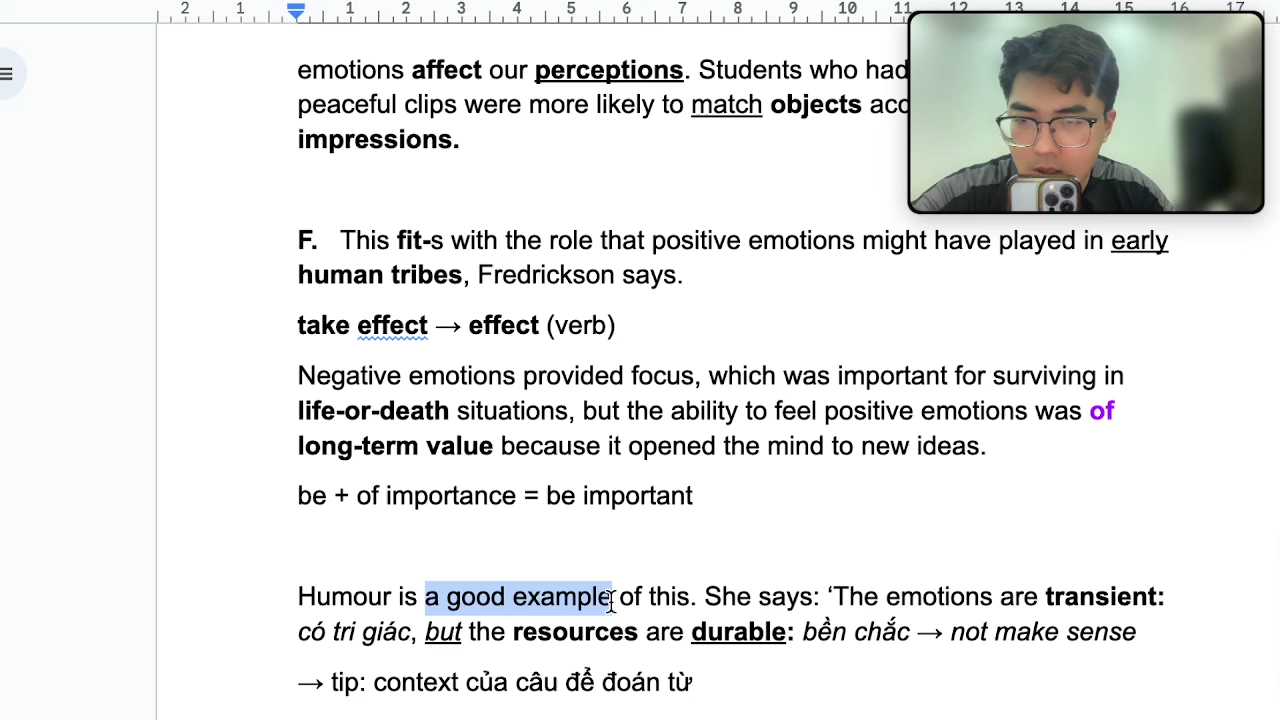 2 1 1 2 3 4 5 6 7 8 9 10 11 12 13 14 15 16 17
emotions affect our perceptions. Students who had
peaceful clips were more likely to match objects acc
impressions.
F. This fit-s with the role that positive emotions might have played in early
human tribes, Fredrickson says.
take effect → effect (verb)
Negative emotions provided focus, which was important for surviving in
life-or-death situations, but the ability to feel positive emotions was of
long-term value because it opened the mind to new ideas.
be + of importance = be important
Humour is a good example of this. She says: ‘The emotions are transient:
có tri giác, but the resources are durable: bền chắc → not make sense
→ tip: context của câu để đoán từ